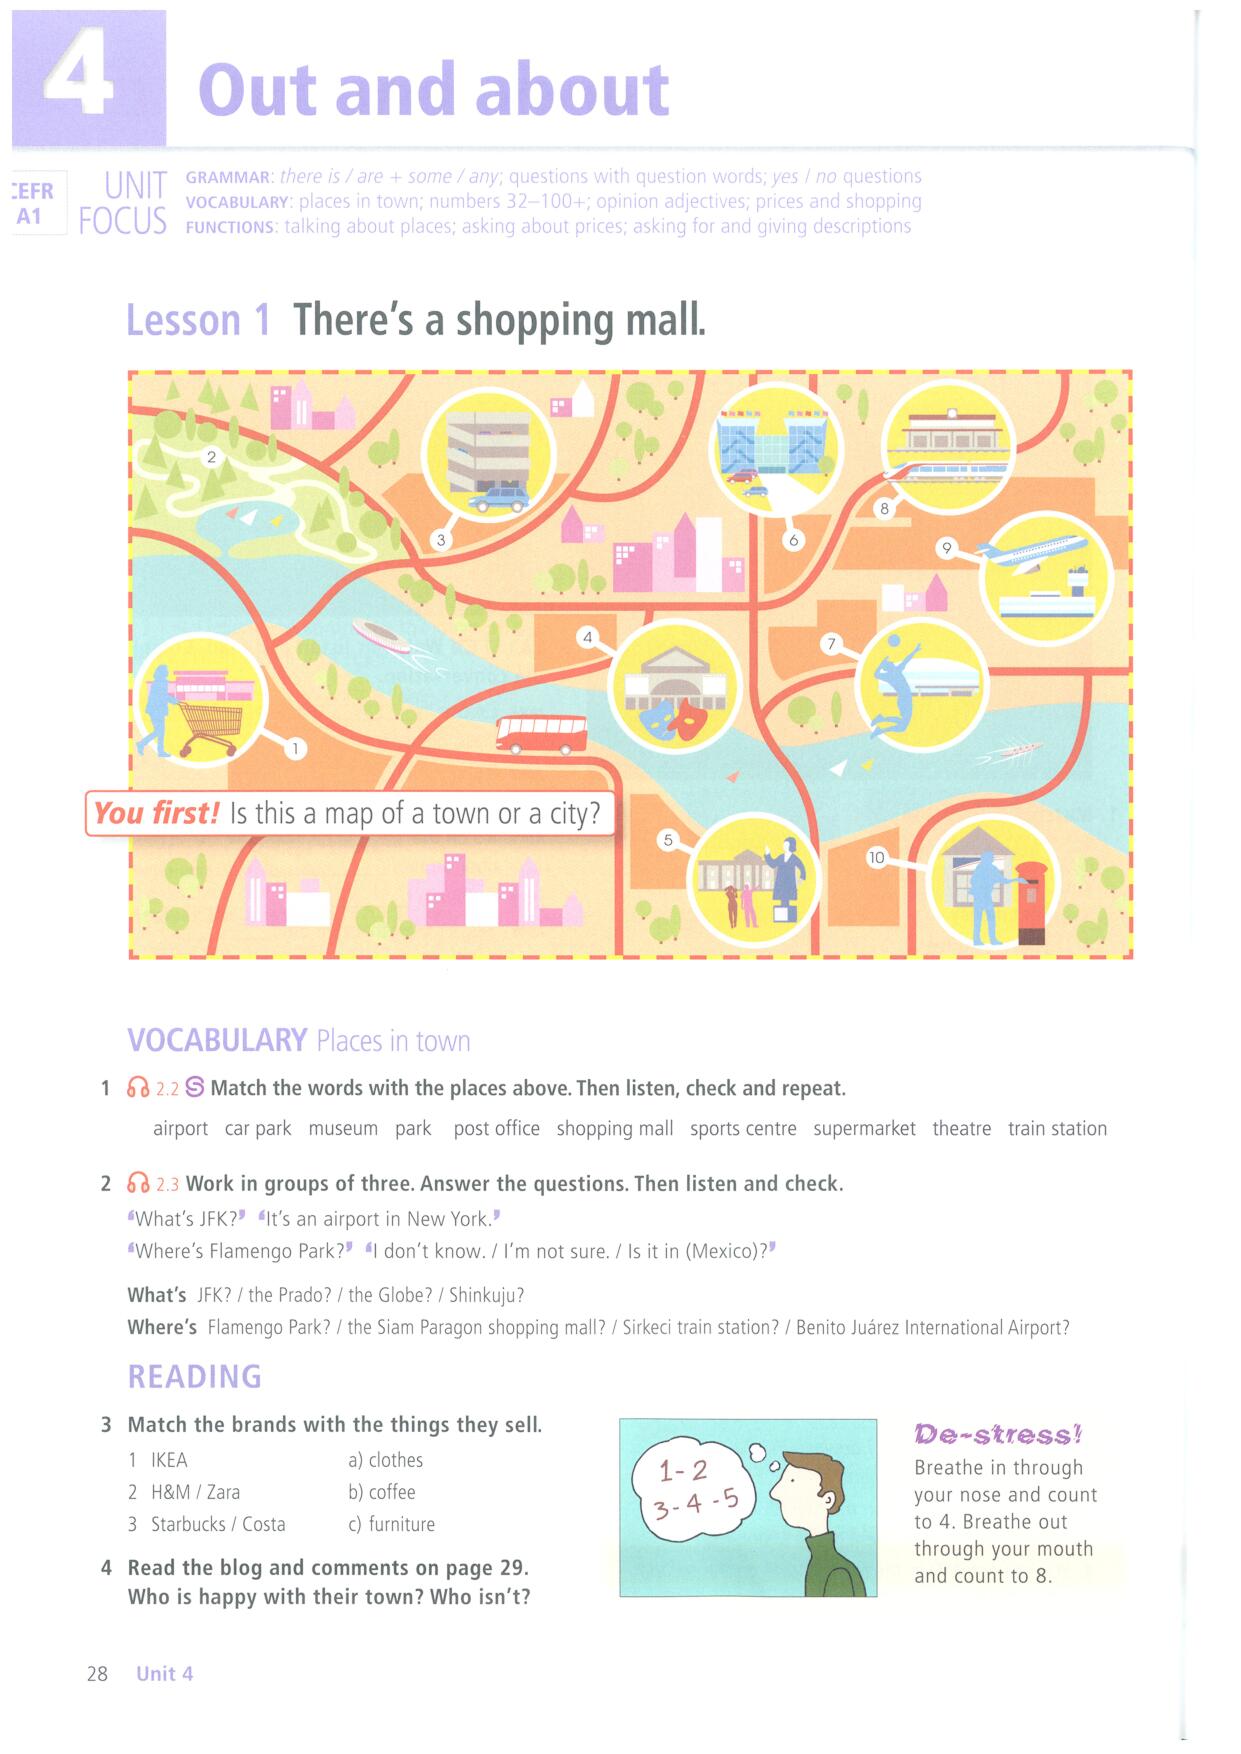 4
Out and about
CEFR
A1
UNIT
FOCUS
GRAMMAR: there is / are + some / any; questions with question words; yes / no questions
VOCABULARY: places in town; numbers 32–100+; opinion adjectives; prices and shopping
FUNCTIONS: talking about places; asking about prices; asking for and giving descriptions
Lesson 1 There's a shopping mall.
2
3
6
8
9
4
7
1
5
10
You first! Is this a map of a town or a city?
VOCABULARY Places in town
1 2.2 S Match the words with the places above. Then listen, check and repeat.
airport car park museum park post office shopping mall sports centre supermarket theatre train station
2 2.3 Work in groups of three. Answer the questions. Then listen and check.
‘What's JFK?’ ‘It's an airport in New York.’
‘Where's Flamengo Park?’ ‘I don't know. / I'm not sure. / Is it in (Mexico)?’
What's JFK? / the Prado? / the Globe? / Shinkuju?
Where's Flamengo Park? / the Siam Paragon shopping mall? / Sirkeci train station? / Benito Juárez International Airport?
READING
3 Match the brands with the things they sell.
1 IKEA a) clothes
2 H&M / Zara b) coffee
3 Starbucks / Costa c) furniture
4 Read the blog and comments on page 29.
Who is happy with their town? Who isn't?
1-2
3-4-5
De-stress!
Breathe in through
your nose and count
to 4. Breathe out
through your mouth
and count to 8.
28 Unit 4